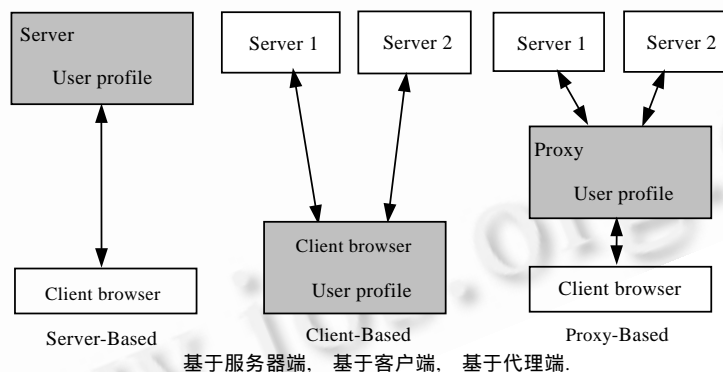 Server
User profile
Client browser
Server-Based
Server 1
Server 2
Client browser
User profile
Client-Based
Server 1
Server 2
Proxy
User profile
Client browser
Proxy-Based
基于服务器端, 基于客户端, 基于代理端.